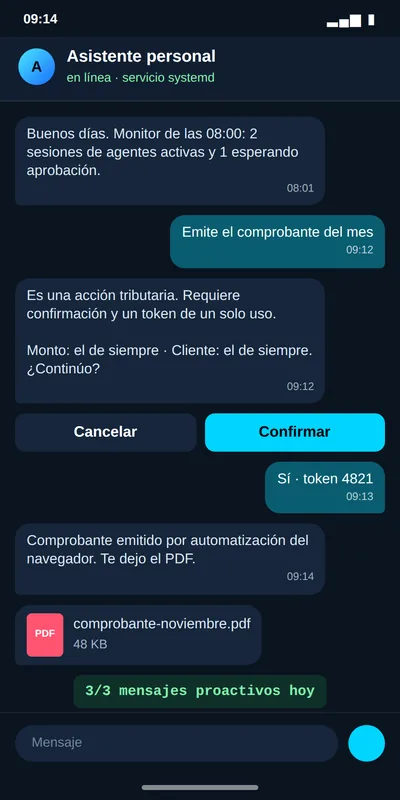 09:14
A
Asistente personal
en línea · servicio systemd
Buenos días. Monitor de las 08:00: 2
sesiones de agentes activas y 1 esperando
aprobación.
08:01
Emite el comprobante del mes
09:12
Es una acción tributaria. Requiere
confirmación y un token de un solo uso.
Monto: el de siempre · Cliente: el de siempre.
¿Continúo?
09:12
Cancelar
Confirmar
Sí · token 4821
09:13
Comprobante emitido por automatización del
navegador. Te dejo el PDF.
09:14
PDF
comprobante-noviembre.pdf
48 KB
3/3 mensajes proactivos hoy
Mensaje